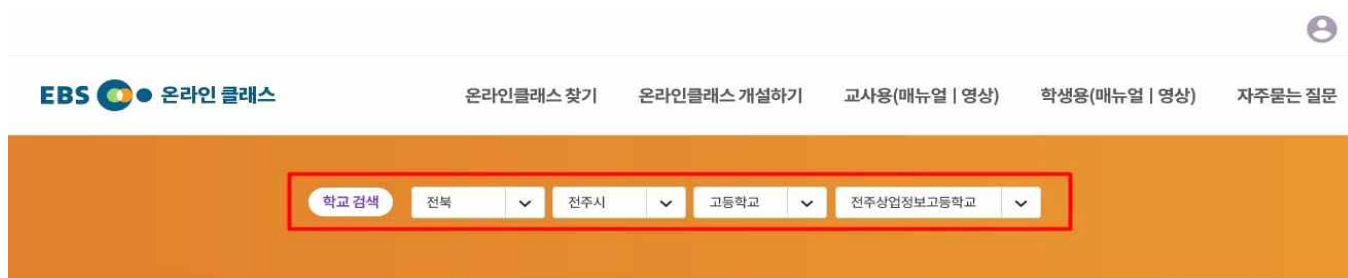 EBS 온라인 클래스
온라인클래스 찾기 온라인클래스 개설하기 교사용(매뉴얼 | 영상) 학생용(매뉴얼 | 영상) 자주묻는 질문
학교 검색 전북 전주시 고등학교 전주상업정보고등학교